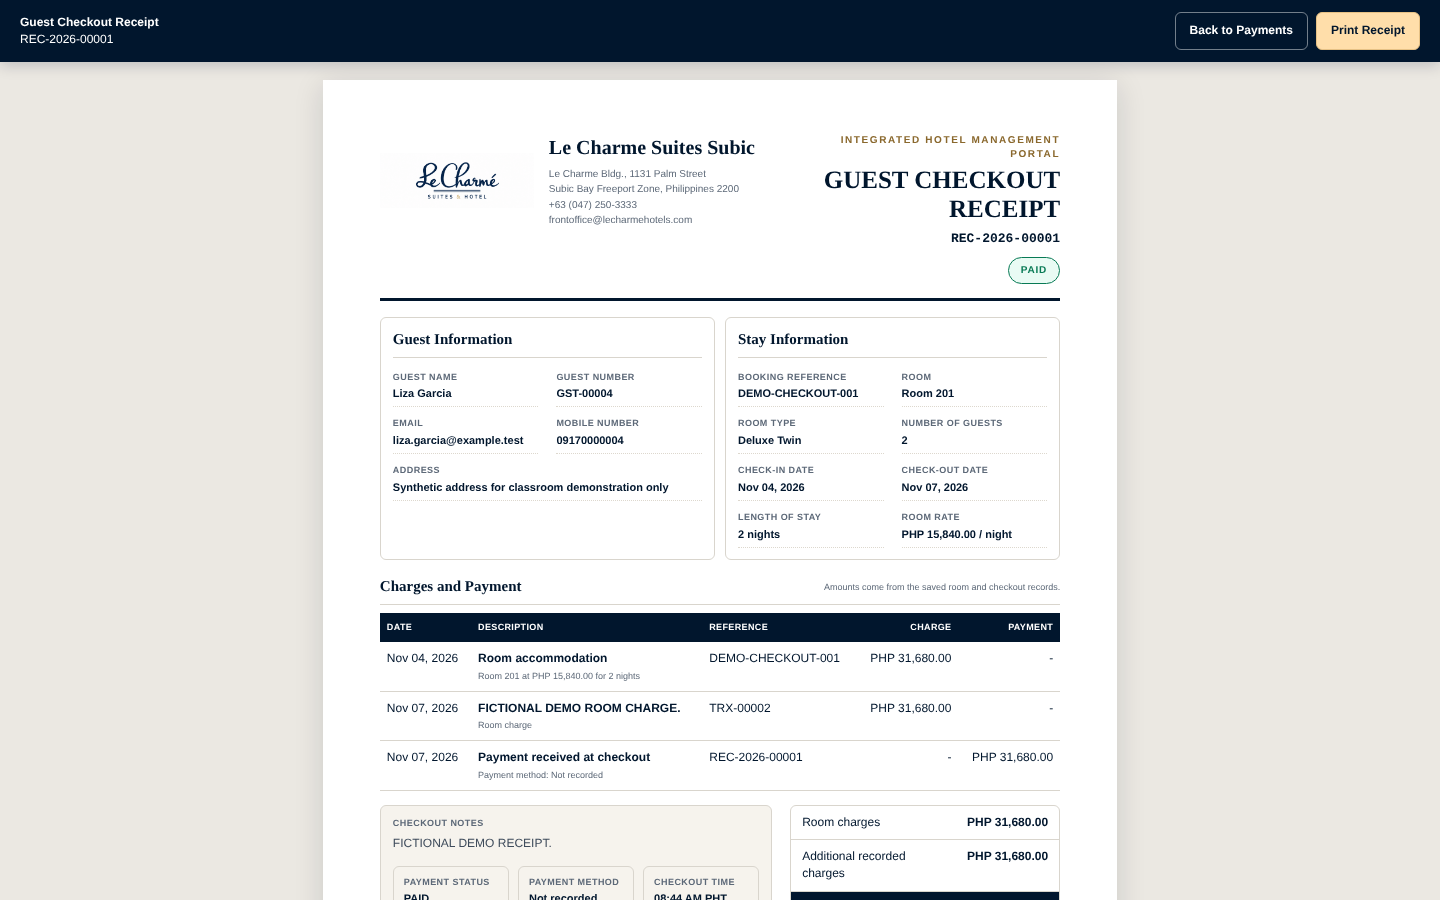 Guest Checkout Receipt
REC-2026-00001
Back to Payments
Print Receipt
Le Charmé
SUITES & HOTEL
Le Charme Suites Subic
Le Charme Bldg., 1131 Palm Street
Subic Bay Freeport Zone, Philippines 2200
+63 (047) 250-3333
frontoffice@lecharmehotels.com
INTEGRATED HOTEL MANAGEMENT
PORTAL
GUEST CHECKOUT
RECEIPT
REC-2026-00001
PAID
Guest Information
GUEST NAME
Liza Garcia
GUEST NUMBER
GST-00004
EMAIL
liza.garcia@example.test
MOBILE NUMBER
09170000004
ADDRESS
Synthetic address for classroom demonstration only
Stay Information
BOOKING REFERENCE
DEMO-CHECKOUT-001
ROOM
Room 201
ROOM TYPE
Deluxe Twin
NUMBER OF GUESTS
2
CHECK-IN DATE
Nov 04, 2026
CHECK-OUT DATE
Nov 07, 2026
LENGTH OF STAY
2 nights
ROOM RATE
PHP 15,840.00 / night
Charges and Payment
Amounts come from the saved room and checkout records.
DATE DESCRIPTION REFERENCE CHARGE PAYMENT
Nov 04, 2026 Room accommodation DEMO-CHECKOUT-001 PHP 31,680.00 -
Room 201 at PHP 15,840.00 for 2 nights
Nov 07, 2026 FICTIONAL DEMO ROOM CHARGE. TRX-00002 PHP 31,680.00 -
Room charge
Nov 07, 2026 Payment received at checkout REC-2026-00001 - PHP 31,680.00
Payment method: Not recorded
CHECKOUT NOTES
FICTIONAL DEMO RECEIPT.
PAYMENT STATUS
PAID
PAYMENT METHOD
Not recorded
CHECKOUT TIME
08:44 AM PHT
Room charges PHP 31,680.00
Additional recorded charges PHP 31,680.00